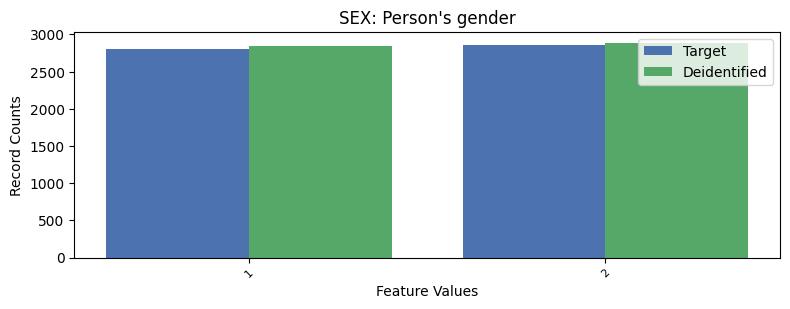 SEX: Person's gender
3000
2500
2000
1500
1000
500
0
Record Counts
Target
Deidentified
1
2
Feature Values